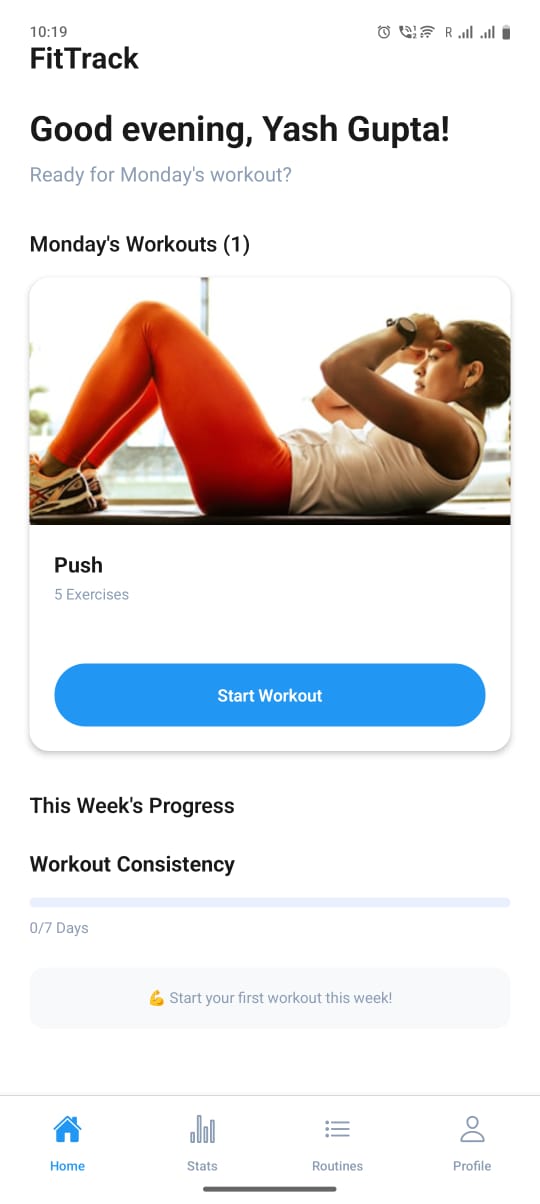 10:19
R
FitTrack
Good evening, Yash Gupta!
Ready for Monday's workout?
Monday's Workouts (1)
Push
5 Exercises
Start Workout
This Week's Progress
Workout Consistency
0/7 Days
💪 Start your first workout this week!
Home
Stats
Routines
Profile